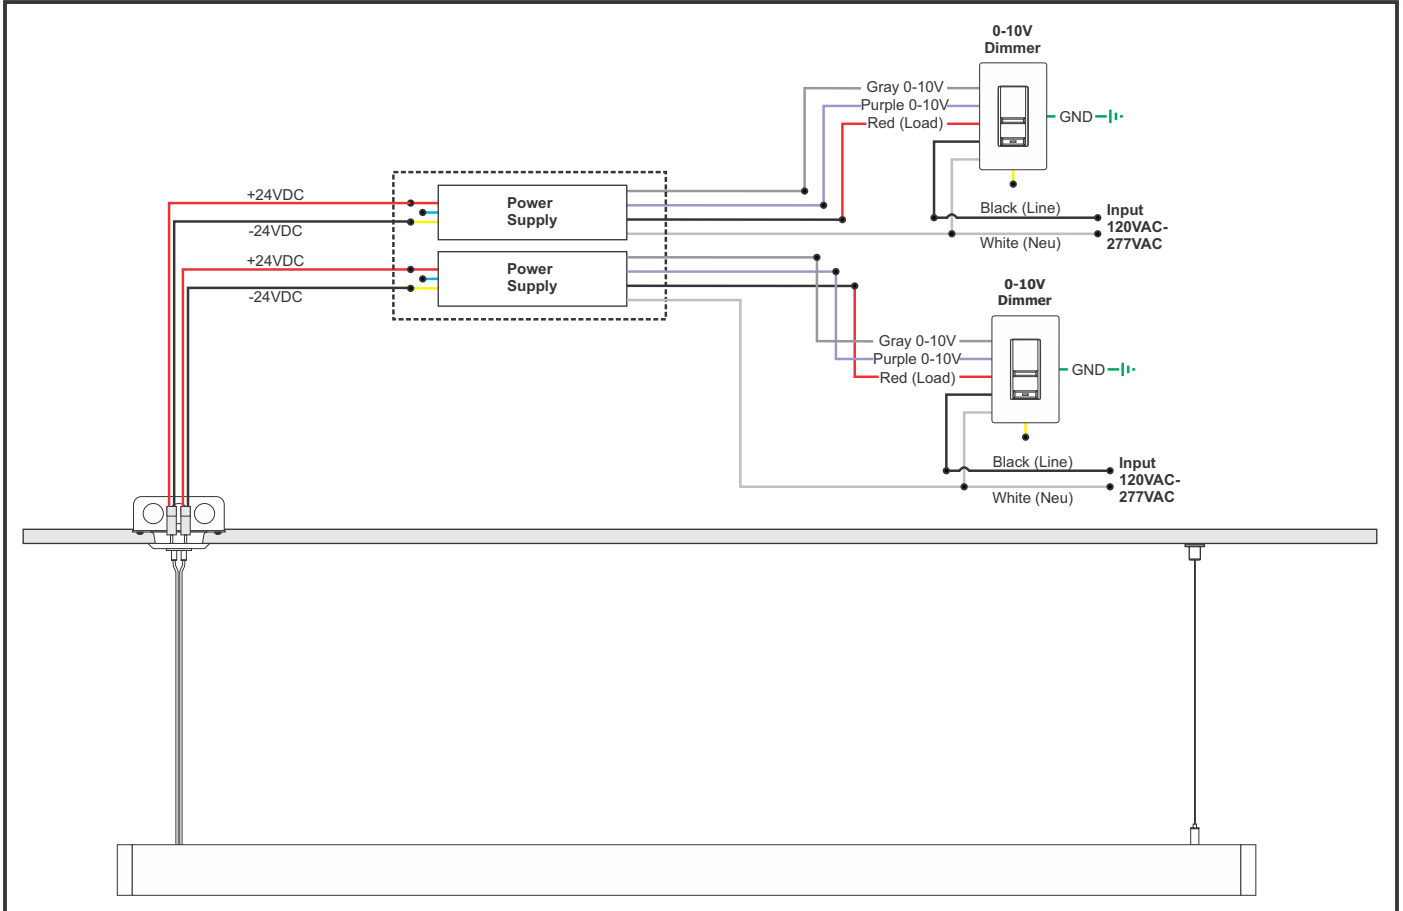 0-10V
Dimmer
Gray 0-10V
Purple 0-10V
Red (Load)
GND
Black (Line)
White (Neu)
Input
120VAC-
277VAC
+24VDC
-24VDC
Power
Supply
+24VDC
-24VDC
Power
Supply
0-10V
Dimmer
Gray 0-10V
Purple 0-10V
Red (Load)
GND
Black (Line)
White (Neu)
Input
120VAC-
277VAC